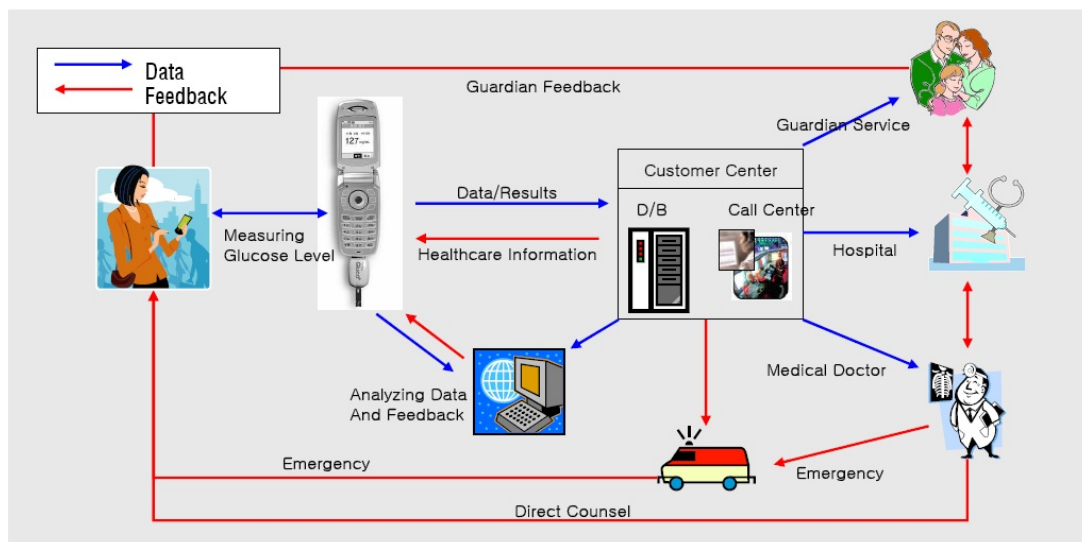 Data
Feedback
Guardian Feedback
Guardian Service
127
Customer Center
Data/Results
D/B
Call Center
Measuring
Glucose Level
Healthcare Information
Hospital
Analyzing Data
And Feedback
Medical Doctor
Emergency
Emergency
Direct Counsel